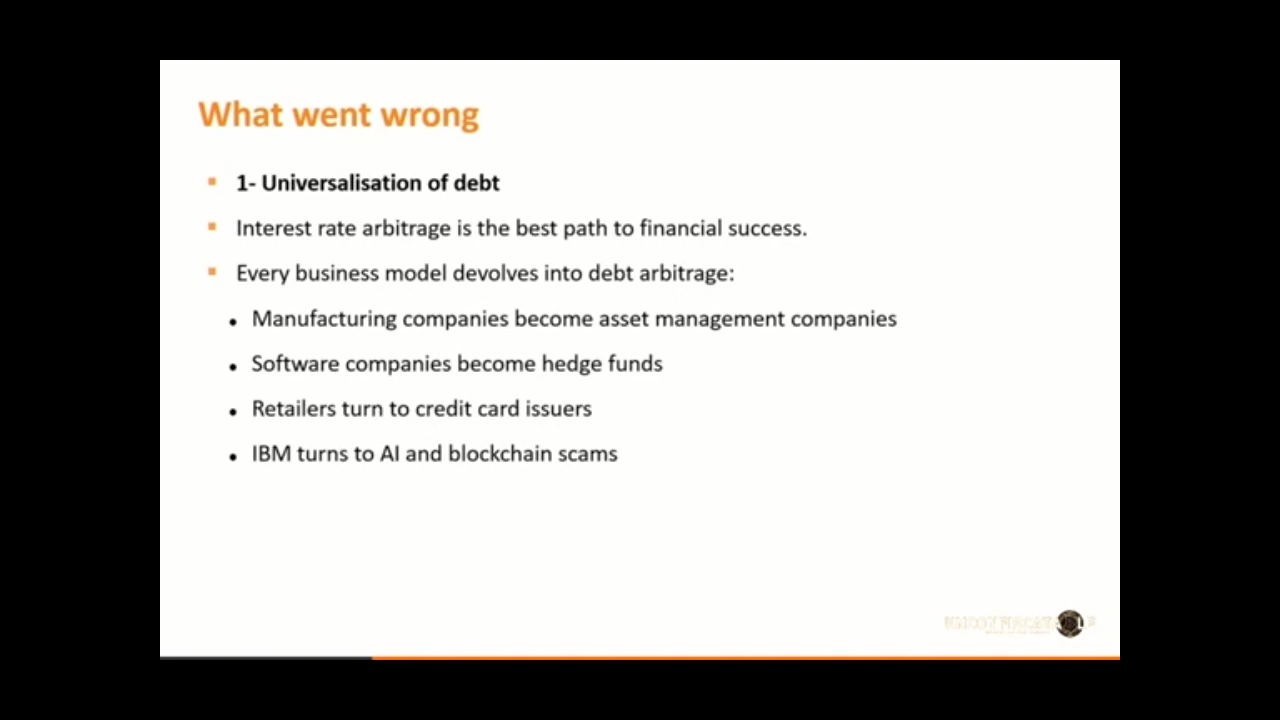 What went wrong
1- Universalisation of debt
Interest rate arbitrage is the best path to financial success.
Every business model devolves into debt arbitrage:
Manufacturing companies become asset management companies
Software companies become hedge funds
Retailers turn to credit card issuers
IBM turns to AI and blockchain scams